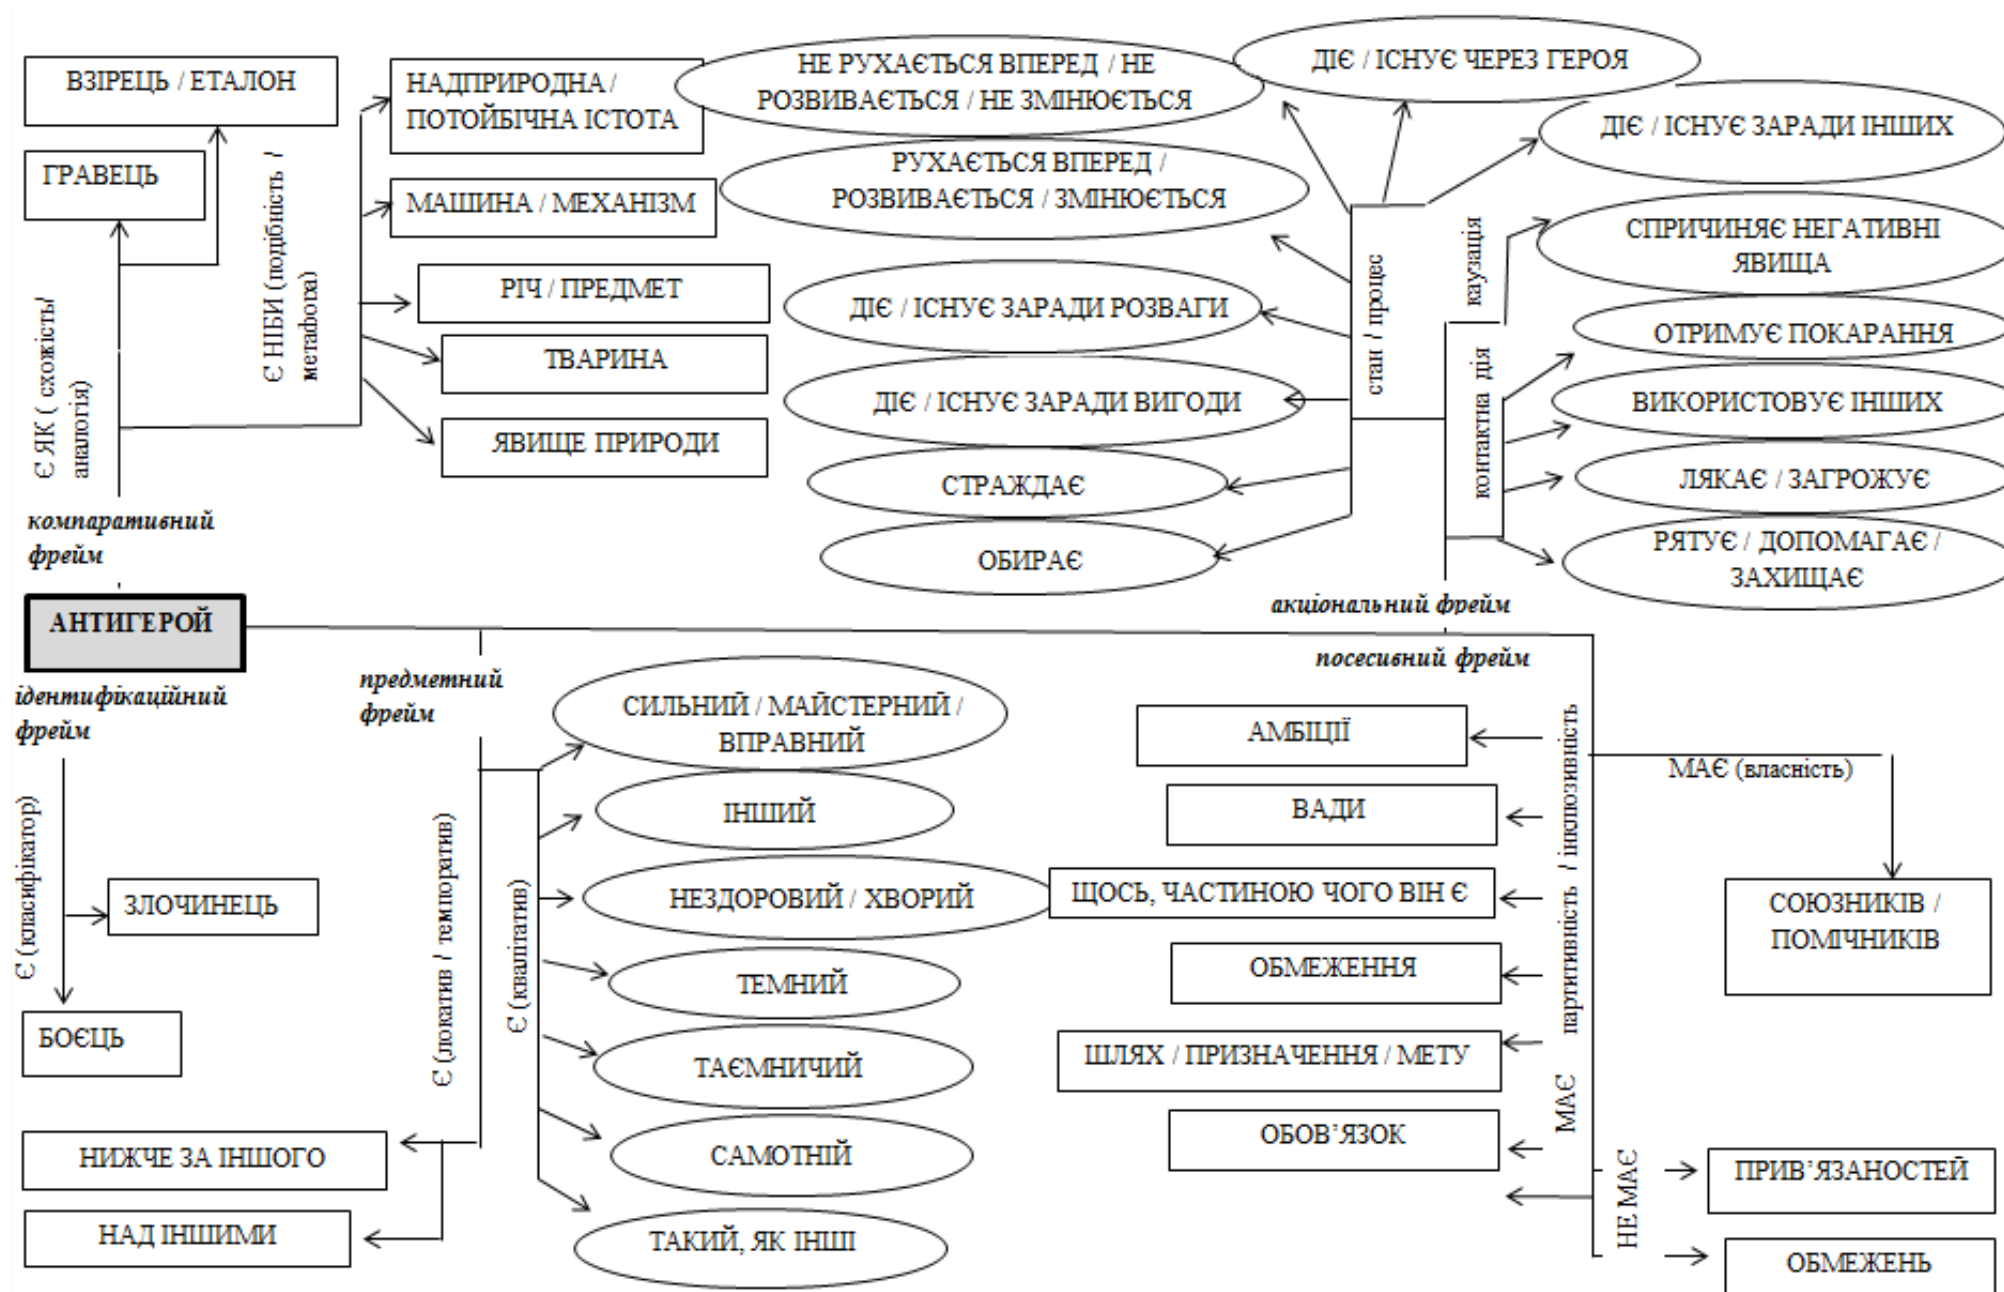 ВЗІРЕЦЬ / ЕТАЛОН
ГРАВЕЦЬ
Є ЯК ( схожість/
аналогія)
Є НІБИ (подібність /
метафора)
НАДПРИРОДНА /
ПОТОЙБІЧНА ІСТОТА
МАШИНА / МЕХАНІЗМ
РІЧ / ПРЕДМЕТ
ТВАРИНА
ЯВИЩЕ ПРИРОДИ
компаративний
фрейм
НЕ РУХАЄТЬСЯ ВПЕРЕД / НЕ
РОЗВИВАЄТЬСЯ / НЕ ЗМІНЮЄТЬСЯ
РУХАЄТЬСЯ ВПЕРЕД /
РОЗВИВАЄТЬСЯ / ЗМІНЮЄТЬСЯ
ДІЄ / ІСНУЄ ЗАРАДИ РОЗВАГИ
ДІЄ / ІСНУЄ ЗАРАДИ ВИГОДИ
СТРАЖДАЄ
ОБИРАЄ
ДІЄ / ІСНУЄ ЧЕРЕЗ ГЕРОЯ
ДІЄ / ІСНУЄ ЗАРАДИ ІНШИХ
стан / процес
каузація
контактна дія
СПРИЧИНЯЄ НЕГАТИВНІ
ЯВИЩА
ОТРИМУЄ ПОКАРАННЯ
ВИКОРИСТОВУЄ ІНШИХ
ЛЯКАЄ / ЗАГРОЖУЄ
РЯТУЄ / ДОПОМАГАЄ /
ЗАХИЩАЄ
акціональний фрейм
АНТИГЕРОЙ
ідентифікаційний
фрейм
Є (класифікатор)
ЗЛОЧИНЕЦЬ
БОЄЦЬ
предметний
фрейм
Є (локатив / темпоратив)
НИЖЧЕ ЗА ІНШОГО
НАД ІНШИМИ
Є (квалітатив)
СИЛЬНИЙ / МАЙСТЕРНИЙ /
ВПРАВНИЙ
ІНШИЙ
НЕЗДОРОВИЙ / ХВОРИЙ
ТЕМНИЙ
ТАЄМНИЧИЙ
САМОТНІЙ
ТАКИЙ, ЯК ІНШІ
посесивний фрейм
АМБІЦІЇ
ВАДИ
ЩОСЬ, ЧАСТИНОЮ ЧОГО ВІН Є
ОБМЕЖЕННЯ
ШЛЯХ / ПРИЗНАЧЕННЯ / МЕТУ
ОБОВ’ЯЗОК
МАЄ партитивність / інклюзивність
МАЄ (власність)
СОЮЗНИКІВ /
ПОМІЧНИКІВ
НЕ МАЄ
ПРИВ’ЯЗАНОСТЕЙ
ОБМЕЖЕНЬ